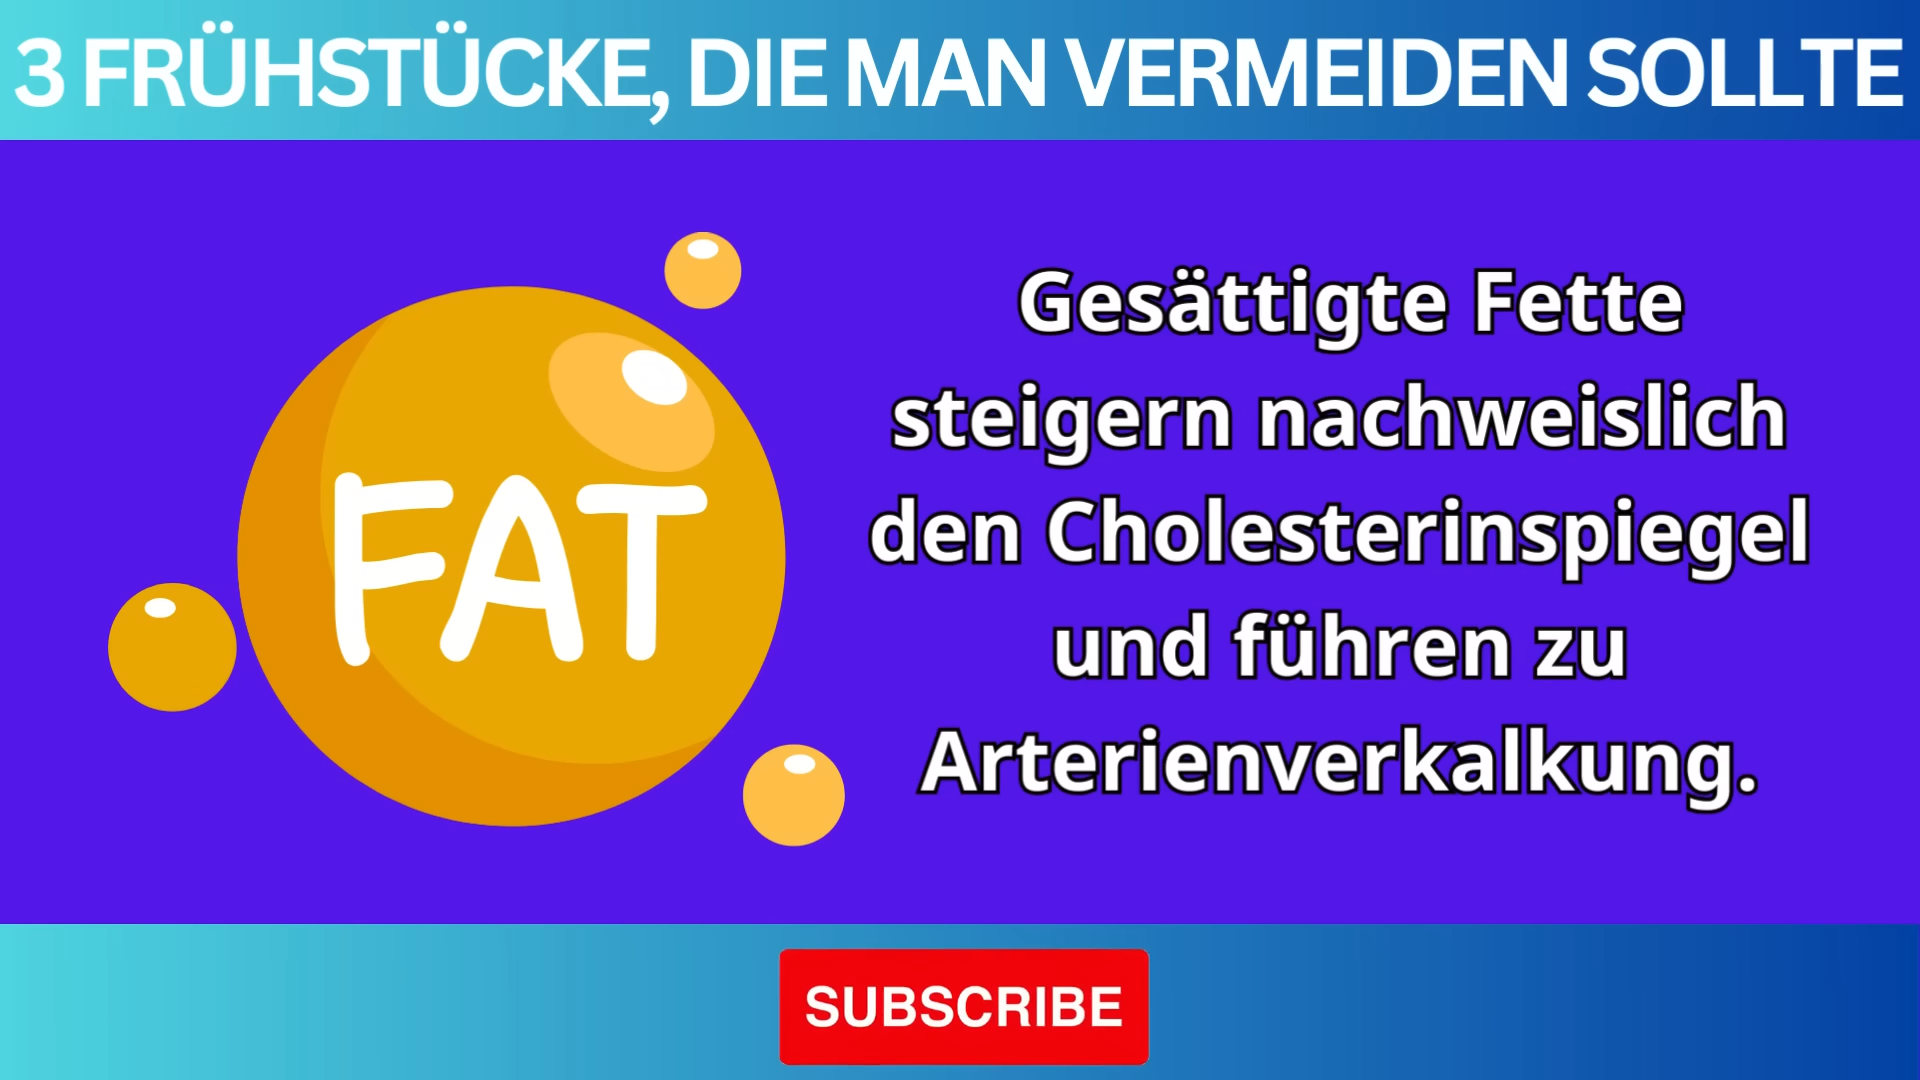 3 FRÜHSTÜCKE, DIE MAN VERMEIDEN SOLLTE
FAT
Gesättigte Fette
steigern nachweislich
den Cholesterinspiegel
und führen zu
Arterienverkalkung.
SUBSCRIBE